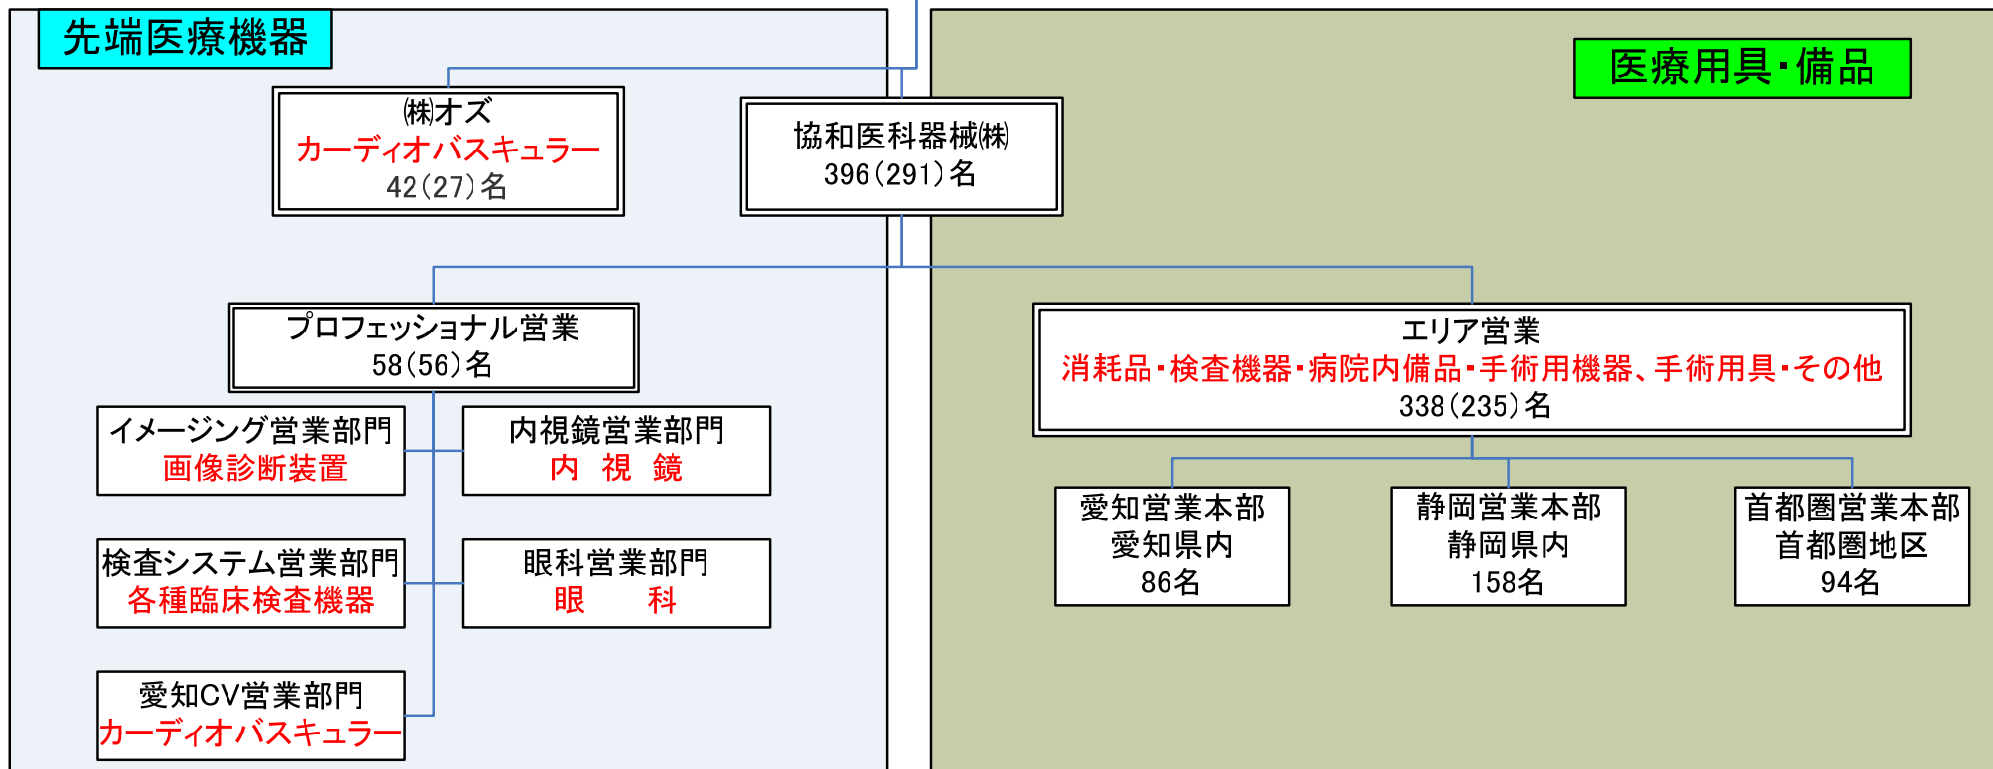 先端医療機器
医療用具・備品
㈱オズ
カーディオバスキュラー
42(27)名
協和医科器械㈱
396(291)名
プロフェッショナル営業
58(56)名
エリア営業
消耗品・検査機器・病院内備品・手術用機器、手術用具・その他
338(235)名
イメージング営業部門
画像診断装置
内視鏡営業部門
内 視 鏡
検査システム営業部門
各種臨床検査機器
眼科営業部門
眼 科
愛知CV営業部門
カーディオバスキュラー
愛知営業本部
愛知県内
86名
静岡営業本部
静岡県内
158名
首都圏営業本部
首都圏地区
94名